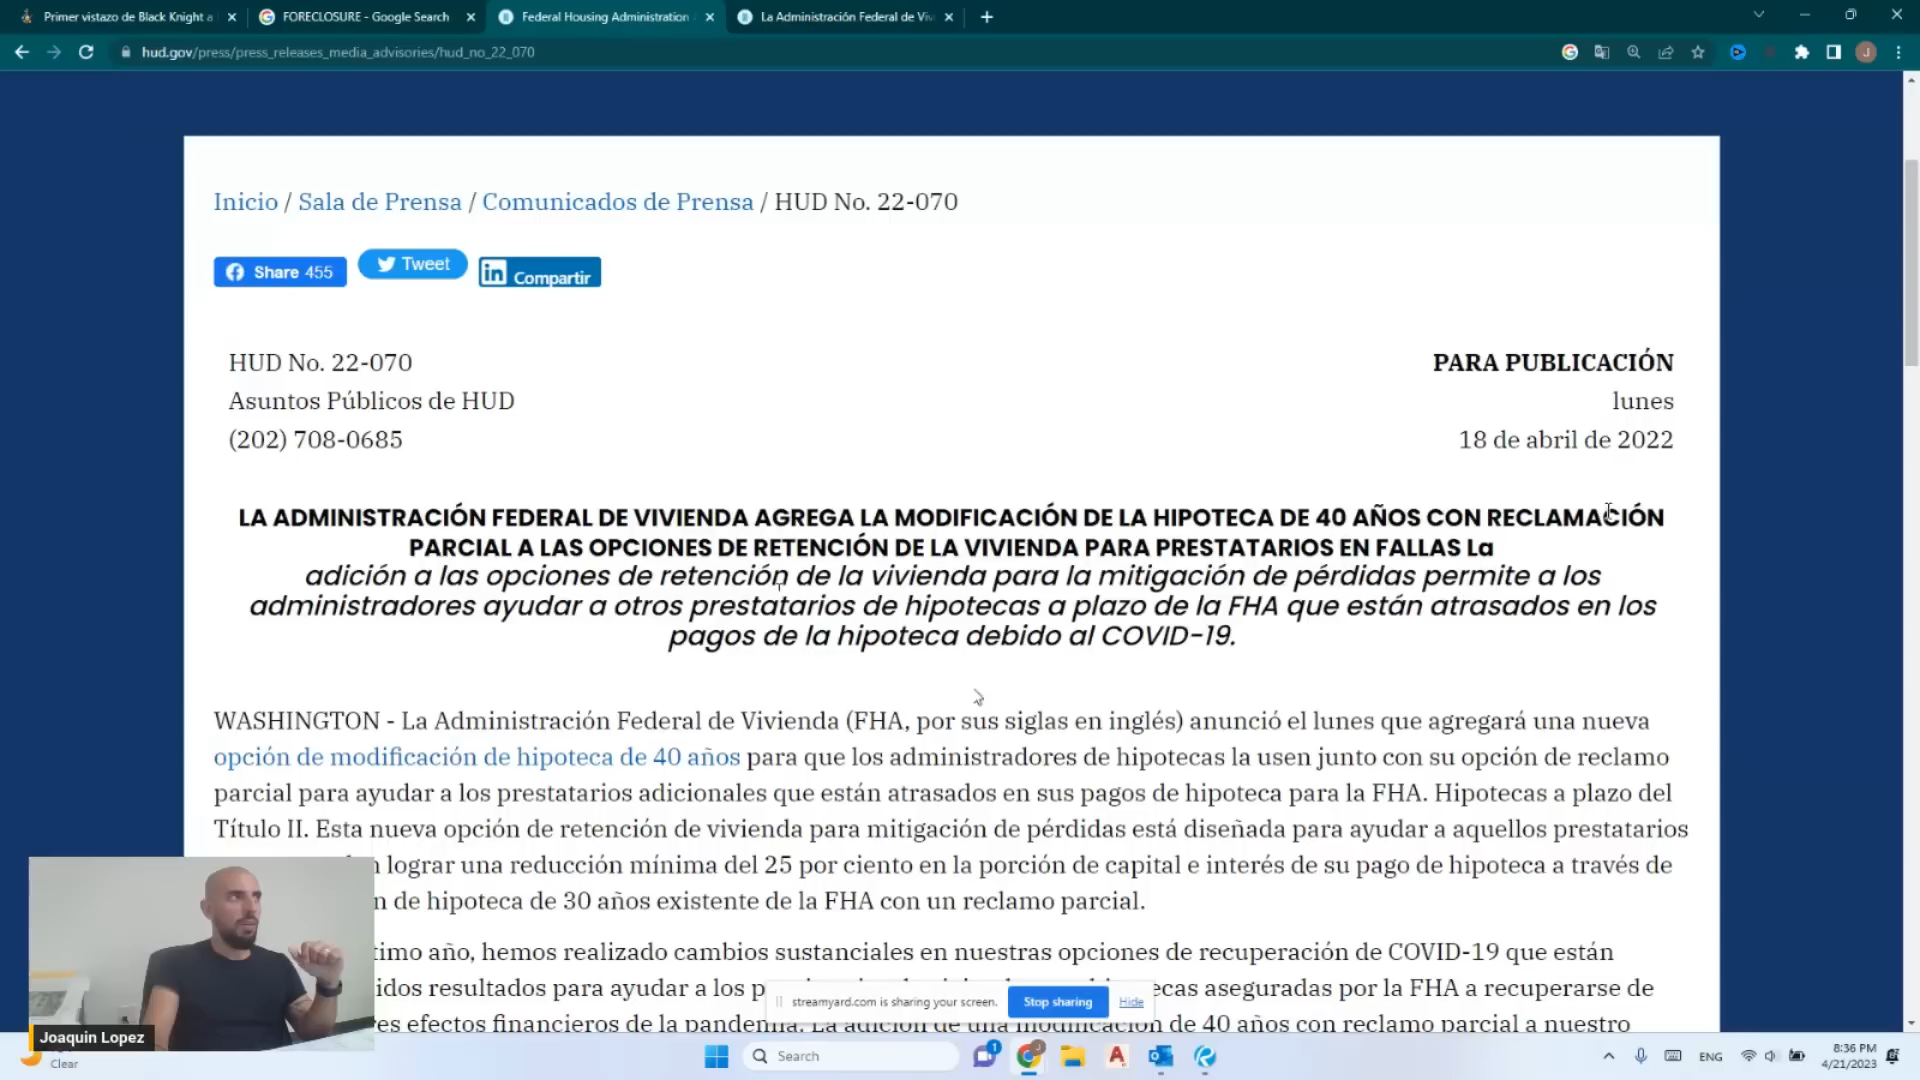 Primer vistazo de Black Knight a
FORECLOSURE - Google Search
Federal Housing Administration
La Administración Federal de Viv
hud.gov/press/press_releases_media_advisories/hud_no_22_070
Inicio / Sala de Prensa / Comunicados de Prensa / HUD No. 22-070
Share 455
Tweet
in Compartir
HUD No. 22-070
Asuntos Públicos de HUD
(202) 708-0685
PARA PUBLICACIÓN
lunes
18 de abril de 2022
LA ADMINISTRACIÓN FEDERAL DE VIVIENDA AGREGA LA MODIFICACIÓN DE LA HIPOTECA DE 40 AÑOS CON RECLAMACIÓN
PARCIAL A LAS OPCIONES DE RETENCIÓN DE LA VIVIENDA PARA PRESTATARIOS EN FALLAS La
adición a las opciones de retención de la vivienda para la mitigación de pérdidas permite a los
administradores ayudar a otros prestatarios de hipotecas a plazo de la FHA que están atrasados en los
pagos de la hipoteca debido al COVID-19.
WASHINGTON - La Administración Federal de Vivienda (FHA, por sus siglas en inglés) anunció el lunes que agregará una nueva
opción de modificación de hipoteca de 40 años para que los administradores de hipotecas la usen junto con su opción de reclamo
parcial para ayudar a los prestatarios adicionales que están atrasados en sus pagos de hipoteca para la FHA. Hipotecas a plazo del
Título II. Esta nueva opción de retención de vivienda para mitigación de pérdidas está diseñada para ayudar a aquellos prestatarios
lograr una reducción mínima del 25 por ciento en la porción de capital e interés de su pago de hipoteca a través de
n de hipoteca de 30 años existente de la FHA con un reclamo parcial.
timo año, hemos realizado cambios sustanciales en nuestras opciones de recuperación de COVID-19 que están
idos resultados para ayudar a los ecas aseguradas por la FHA a recuperarse de
res efectos financieros de la pandemia. La adición de una modificación de 40 años con reclamo parcial a nuestro
streamyard.com is sharing your screen.
Stop sharing
Hide
Joaquin Lopez
Clear
Search
1
ENG
8:36 PM
4/21/2023